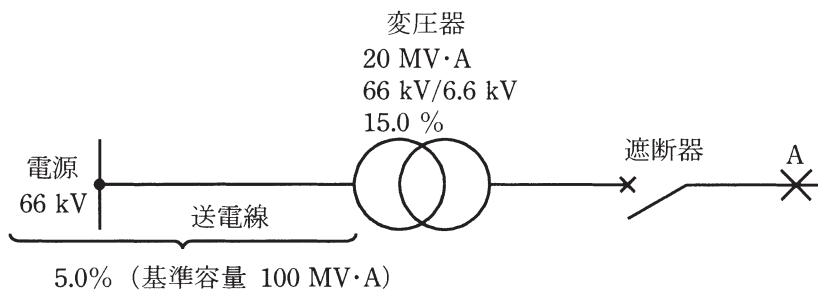 変圧器
20 MV·A
66 kV/6.6 kV
15.0 %
電源
66 kV
送電線
遮断器
A
5.0% (基準容量 100 MV·A)